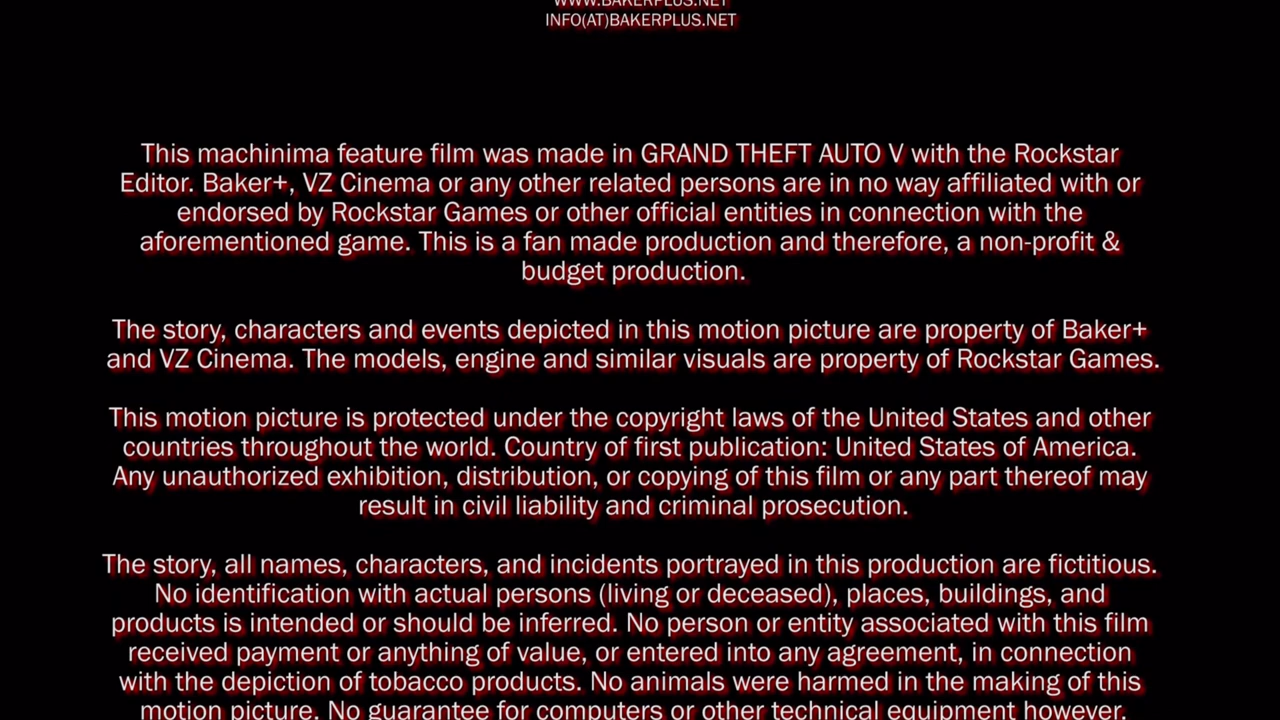 WWW.BAKERPLUS.NET
INFO(AT)BAKERPLUS.NET
This machinima feature film was made in GRAND THEFT AUTO V with the Rockstar
Editor. Baker+, VZ Cinema or any other related persons are in no way affiliated with or
endorsed by Rockstar Games or other official entities in connection with the
aforementioned game. This is a fan made production and therefore, a non-profit &
budget production.
The story, characters and events depicted in this motion picture are property of Baker+
and VZ Cinema. The models, engine and similar visuals are property of Rockstar Games.
This motion picture is protected under the copyright laws of the United States and other
countries throughout the world. Country of first publication: United States of America.
Any unauthorized exhibition, distribution, or copying of this film or any part thereof may
result in civil liability and criminal prosecution.
The story, all names, characters, and incidents portrayed in this production are fictitious.
No identification with actual persons (living or deceased), places, buildings, and
products is intended or should be inferred. No person or entity associated with this film
received payment or anything of value, or entered into any agreement, in connection
with the depiction of tobacco products. No animals were harmed in the making of this
motion picture. No guarantee for computers or other technical equipment however.